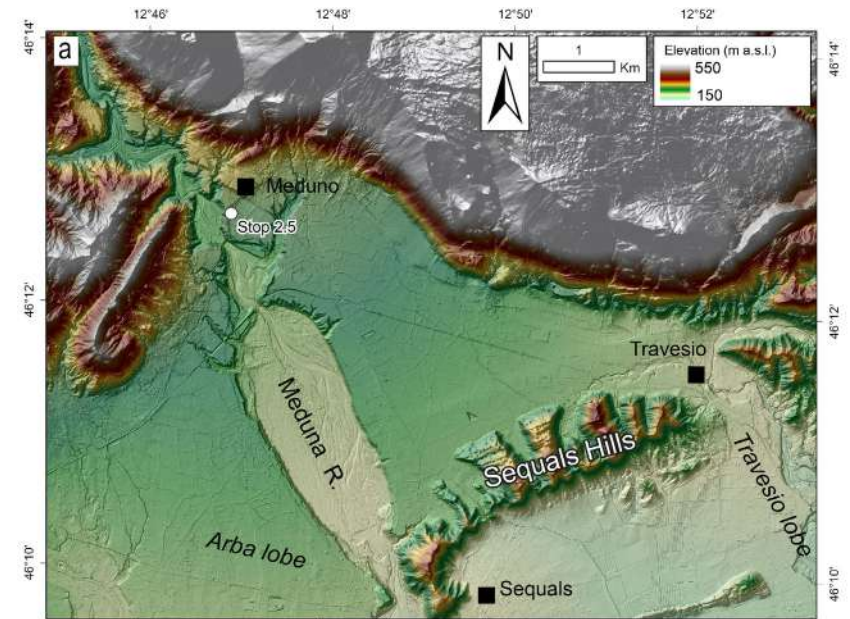 12°46'
12°48'
12°50'
12°52'
46°14'
46°14'
a
N
1
Km
Elevation (m a.s.l.)
550
150
Meduno
Stop 2.5
46°12'
46°12'
Travesio
Meduna R.
Sequals Hills
Travesio lobe
Arba lobe
46°10'
46°10'
Sequals